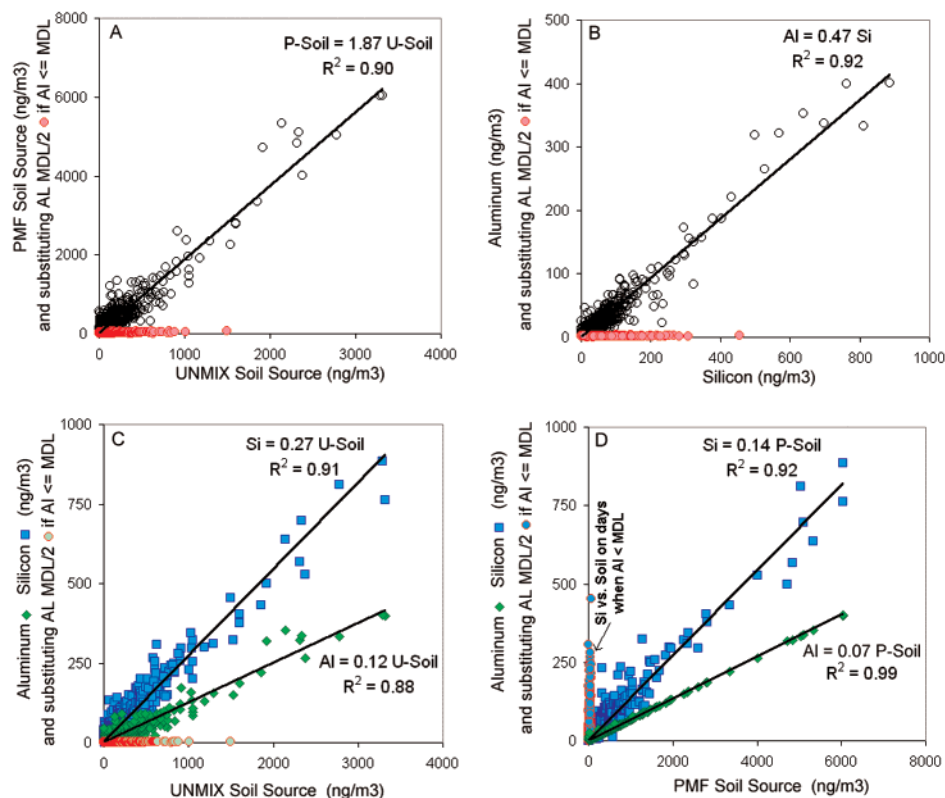 A
P-Soil = 1.87 U-Soil
R2 = 0.90
PMF Soil Source (ng/m3)
and substituting AL MDL/2 if Al <= MDL
8000
6000
4000
2000
0
0 1000 2000 3000 4000
UNMIX Soil Source (ng/m3)
B
Al = 0.47 Si
R2 = 0.92
Aluminum (ng/m3)
and substituting AL MDL/2 if Al <= MDL
500
400
300
200
100
0
0 200 400 600 800 1000
Silicon (ng/m3)
C
Si = 0.27 U-Soil
R2 = 0.91
Al = 0.12 U-Soil
R2 = 0.88
Aluminum Silicon (ng/m3)
and substituting AL MDL/2 if Al <= MDL
1000
750
500
250
0
0 1000 2000 3000 4000
UNMIX Soil Source (ng/m3)
D
Si = 0.14 P-Soil
R2 = 0.92
Si vs. Soil on days
when Al < MDL
Al = 0.07 P-Soil
R2 = 0.99
Aluminum Silicon (ng/m3)
and substituting AL MDL/2 if Al <= MDL
1000
750
500
250
0
0 2000 4000 6000 8000
PMF Soil Source (ng/m3)